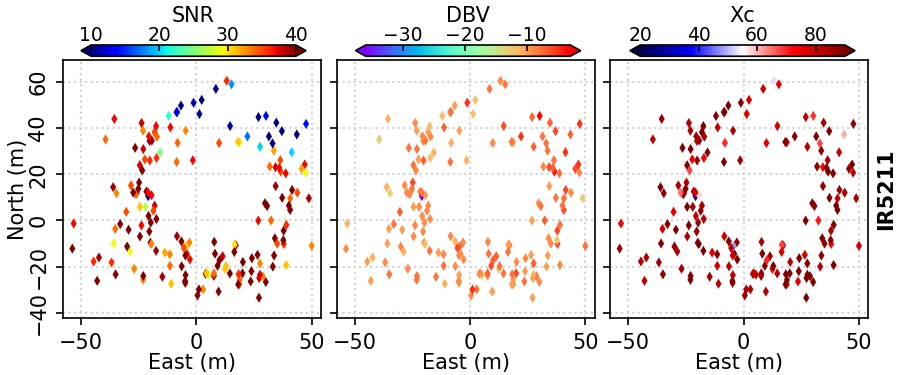 SNR DBV Xc
10 20 30 40 −30 −20 −10 20 40 60 80
60
40
20
0
−20
−40
North (m)
IR5211
−50 0 50 −50 0 50 −50 0 50
East (m) East (m) East (m)